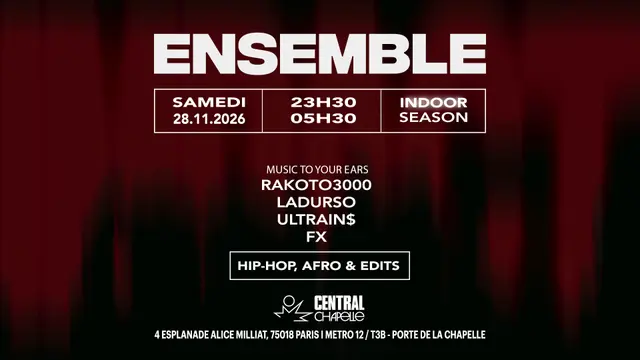 ENSEMBLE
SAMEDI
28.11.2026
23H30
05H30
INDOOR
SEASON
MUSIC TO YOUR EARS
RAKOTO3000
LADURSO
ULTRAIN$
FX
HIP-HOP, AFRO & EDITS
CENTRAL
CHAPELLE
4 ESPLANADE ALICE MILLIAT, 75018 PARIS I METRO 12 / T3B - PORTE DE LA CHAPELLE